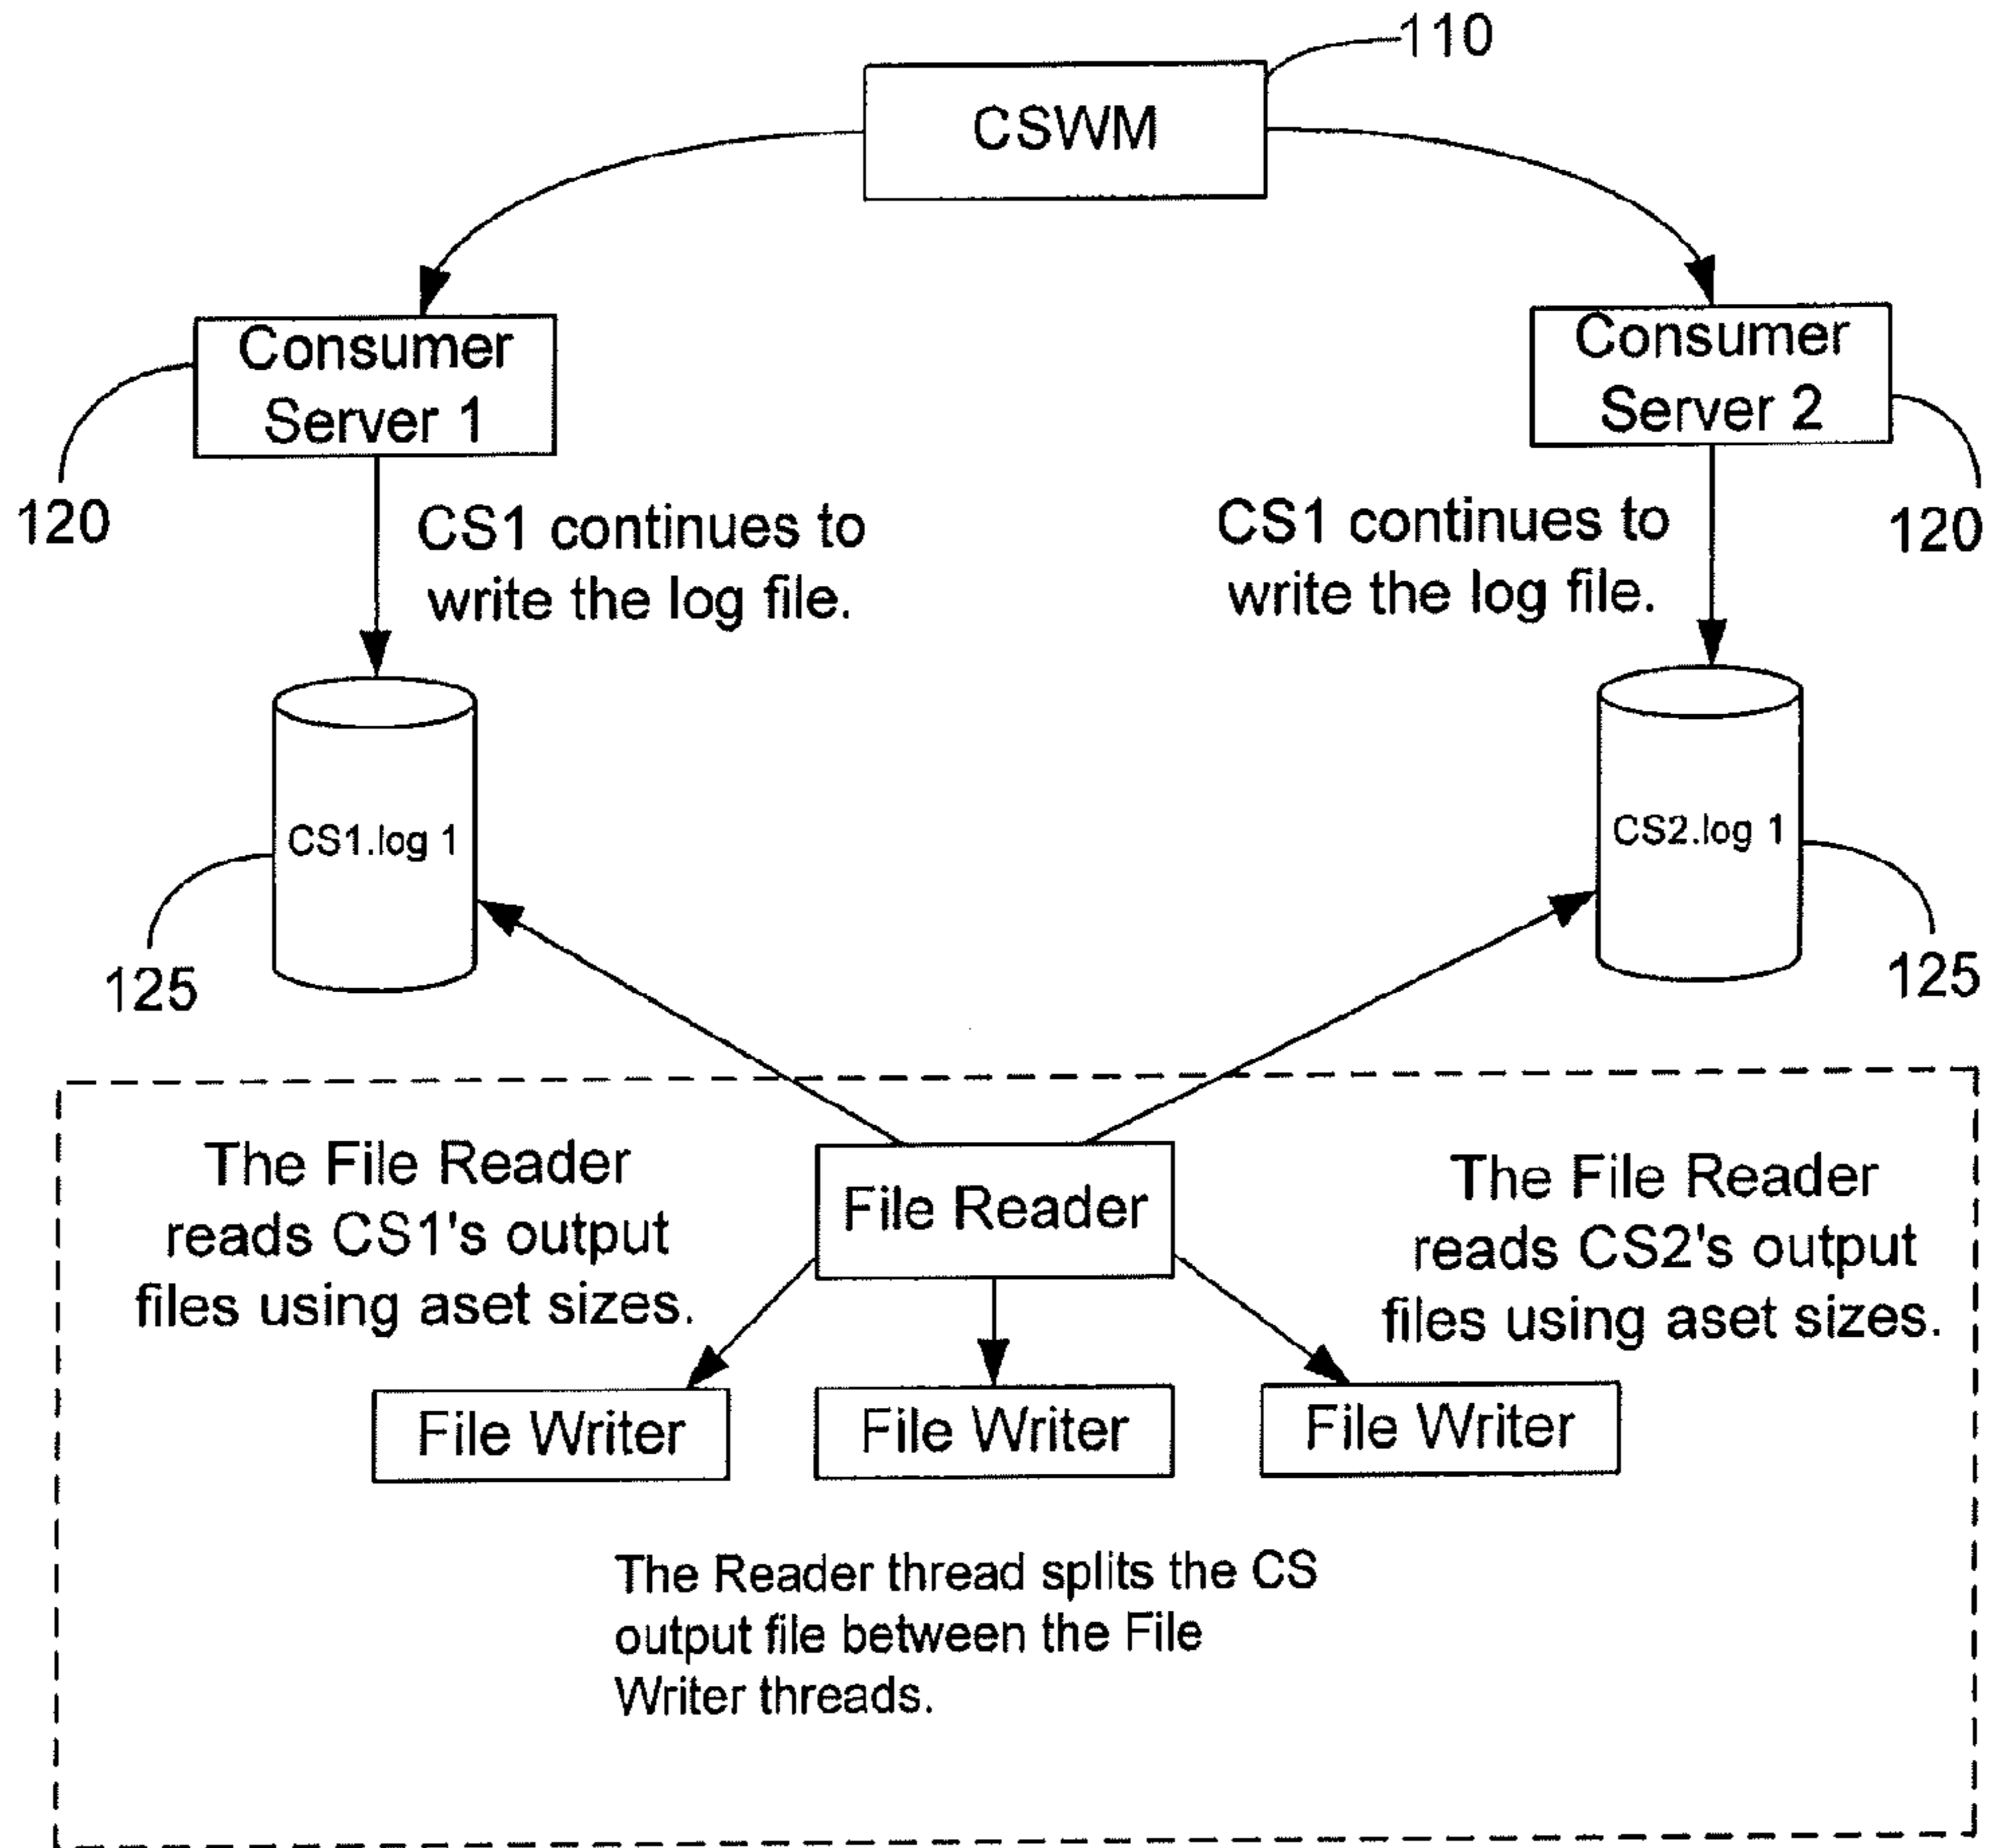 110
CSWM
Consumer
Server 1
Consumer
Server 2
120
CS1 continues to
write the log file.
CS1 continues to
write the log file.
120
CS1.log 1
CS2.log 1
125
125
The File Reader
reads CS1's output
files using aset sizes.
File Reader
The File Reader
reads CS2's output
files using aset sizes.
File Writer
File Writer
File Writer
The Reader thread splits the CS
output file between the File
Writer threads.